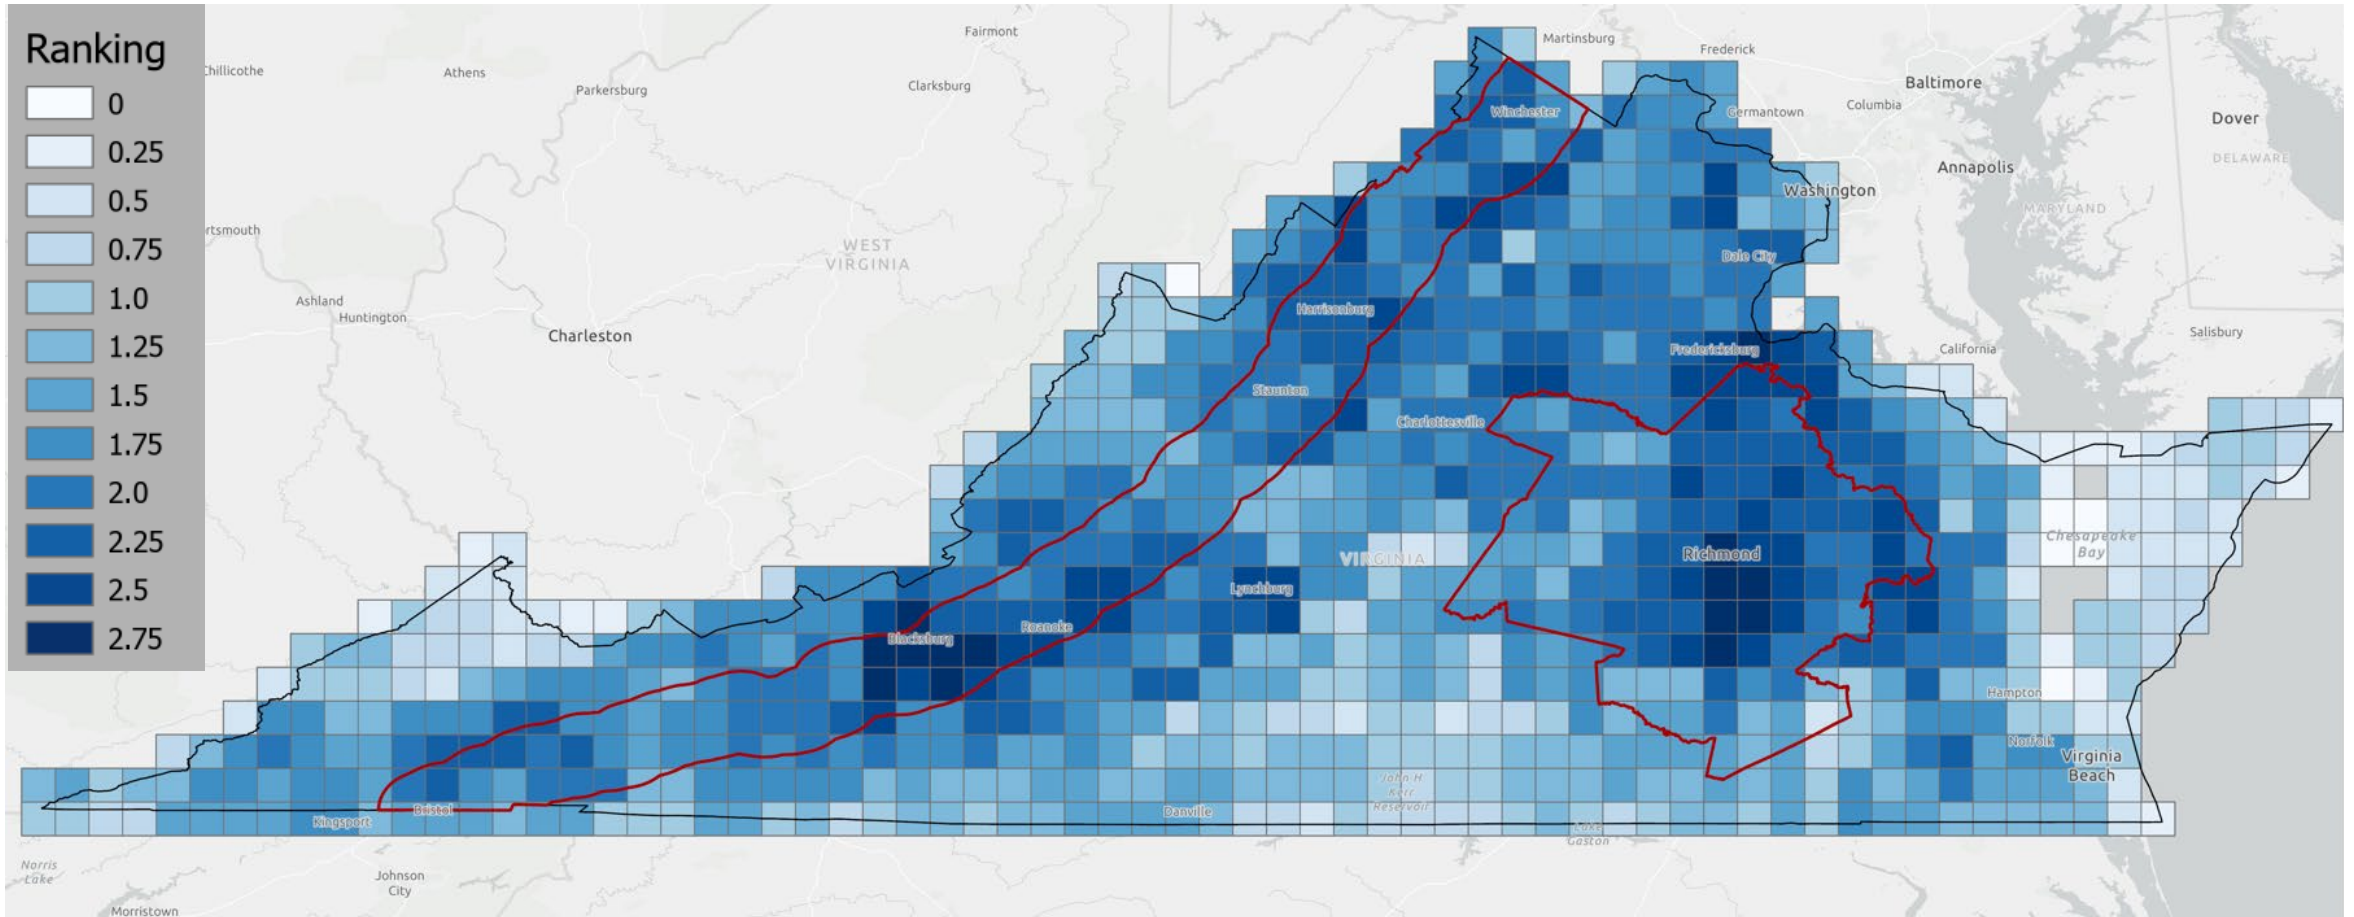 Ranking
0
0.25
0.5
0.75
1.0
1.25
1.5
1.75
2.0
2.25
2.5
2.75
Fairmont
Martinsburg
Frederick
Chillicothe
Athens
Parkersburg
Clarksburg
Baltimore
Columbia
Winchester
Germantown
Dover
DELAWARE
Annapolis
Washington
MARYLAND
rtsmouth
WEST
VIRGINIA
Dale City
Ashland
Huntington
Harrisonburg
Charleston
Salisbury
Fredericksburg
California
Staunton
Charlottesville
Chesapeake
Bay
Richmond
VIRGINIA
Lynchburg
Roanoke
Blacksburg
Hampton
Norfolk
Virginia
Beach
John H
Kerr
Reservoir
Bristol
Danville
Kingsport
Lake
Gaston
Norris
Lake
Johnson
City
Morristown